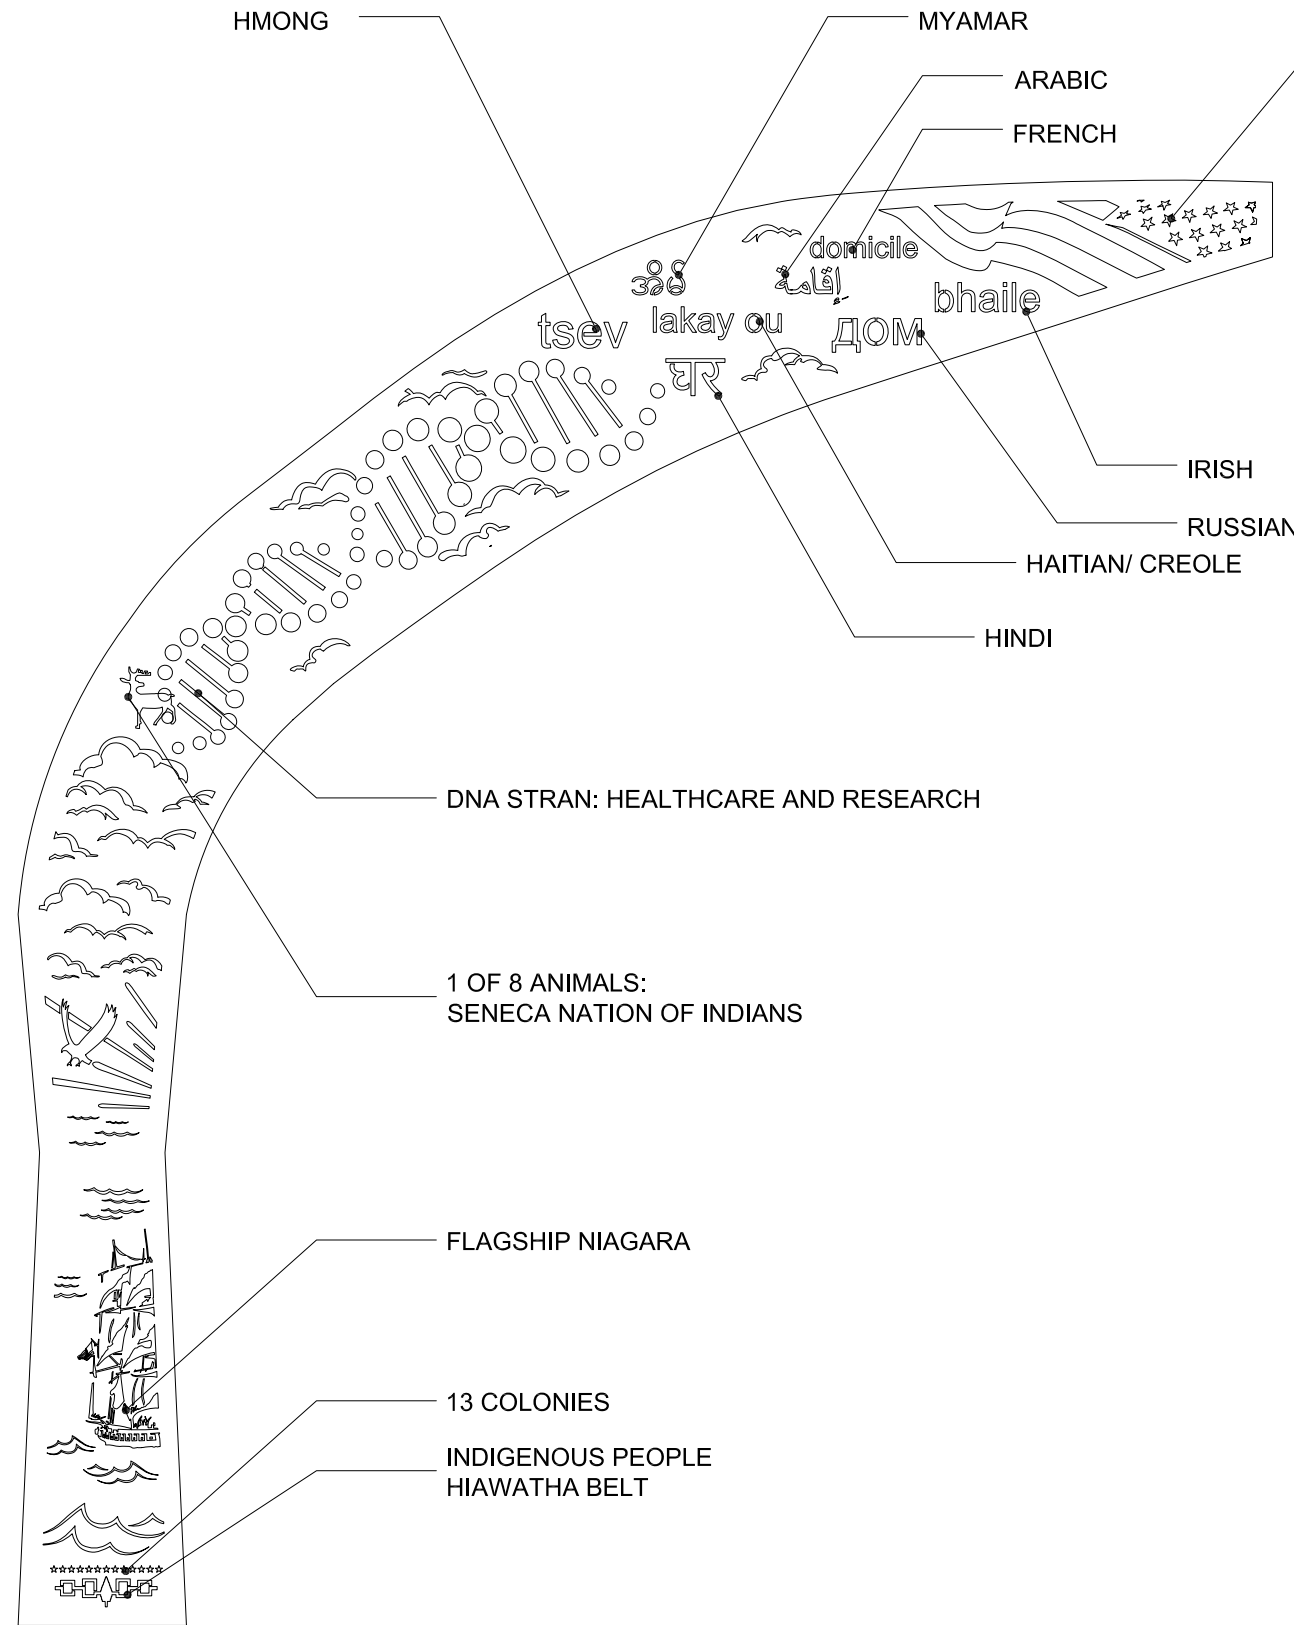 HMONG
MYAMAR
ARABIC
FRENCH
domicile
အိမ်
إقامة
bhaile
tsev
lakay ou
ДОМ
घर
IRISH
RUSSIAN
HAITIAN/ CREOLE
HINDI
DNA STRAN: HEALTHCARE AND RESEARCH
1 OF 8 ANIMALS:
SENECA NATION OF INDIANS
FLAGSHIP NIAGARA
13 COLONIES
INDIGENOUS PEOPLE
HIAWATHA BELT